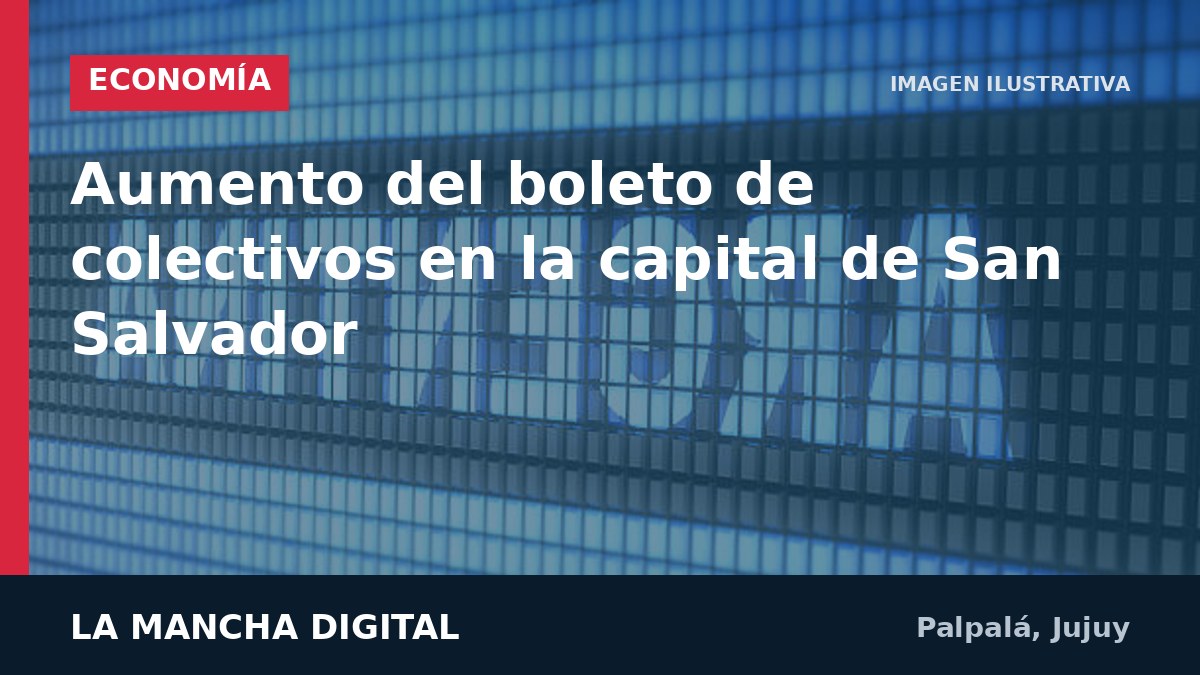 ECONOMÍA
IMAGEN ILUSTRATIVA
Aumento del boleto de
colectivos en la capital de San
Salvador
LA MANCHA DIGITAL
Palpalá, Jujuy